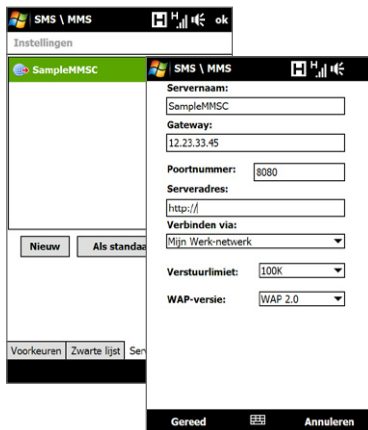 SMS \ MMS
ok
Instellingen
SampleMMSC
Nieuw
Als standaa
Voorkeuren
Zwarte lijst
Ser
SMS \ MMS
Servernaam:
SampleMMSC
Gateway:
12.23.33.45
Poortnummer: 8080
Serveradres:
http://
Verbinden via:
Mijn Werk-netwerk
Verstuurlimiet: 100K
WAP-versie: WAP 2.0
Gereed Annuleren